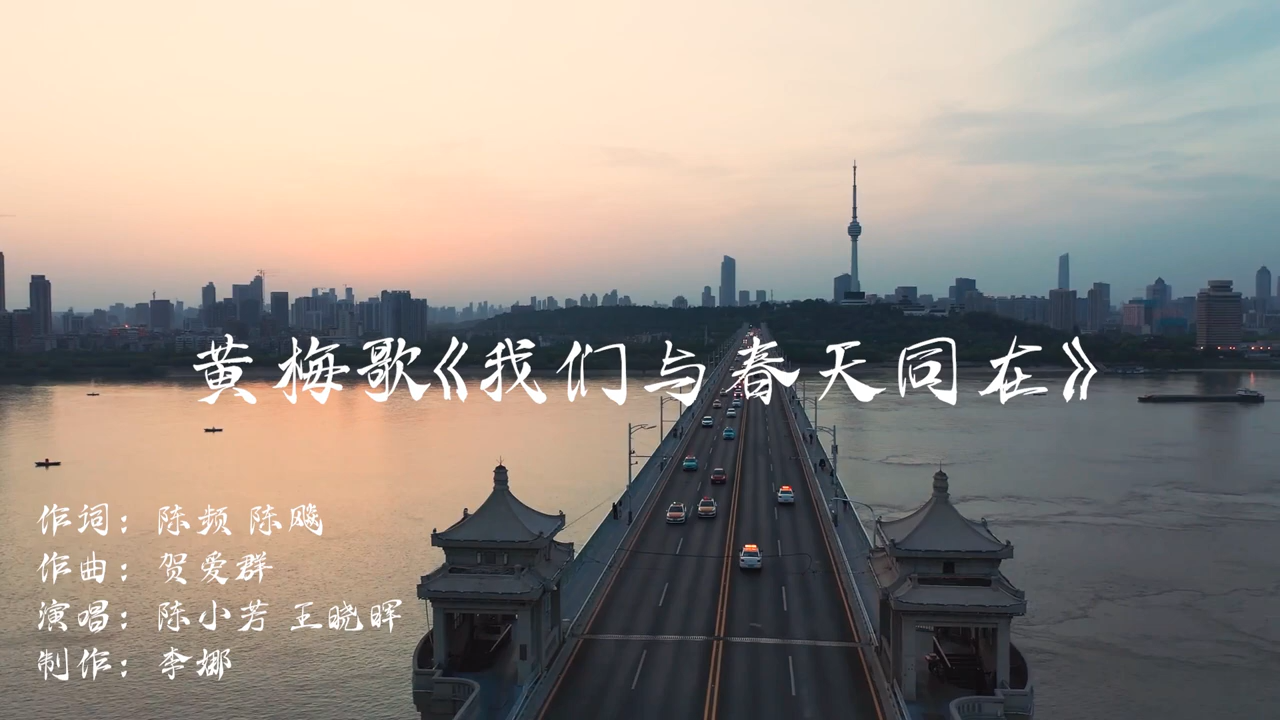 黄梅歌《我们与春天同在》
作词：陈频 陈飚
作曲：贺爱群
演唱：陈小芳 王晓晖
制作：李娜